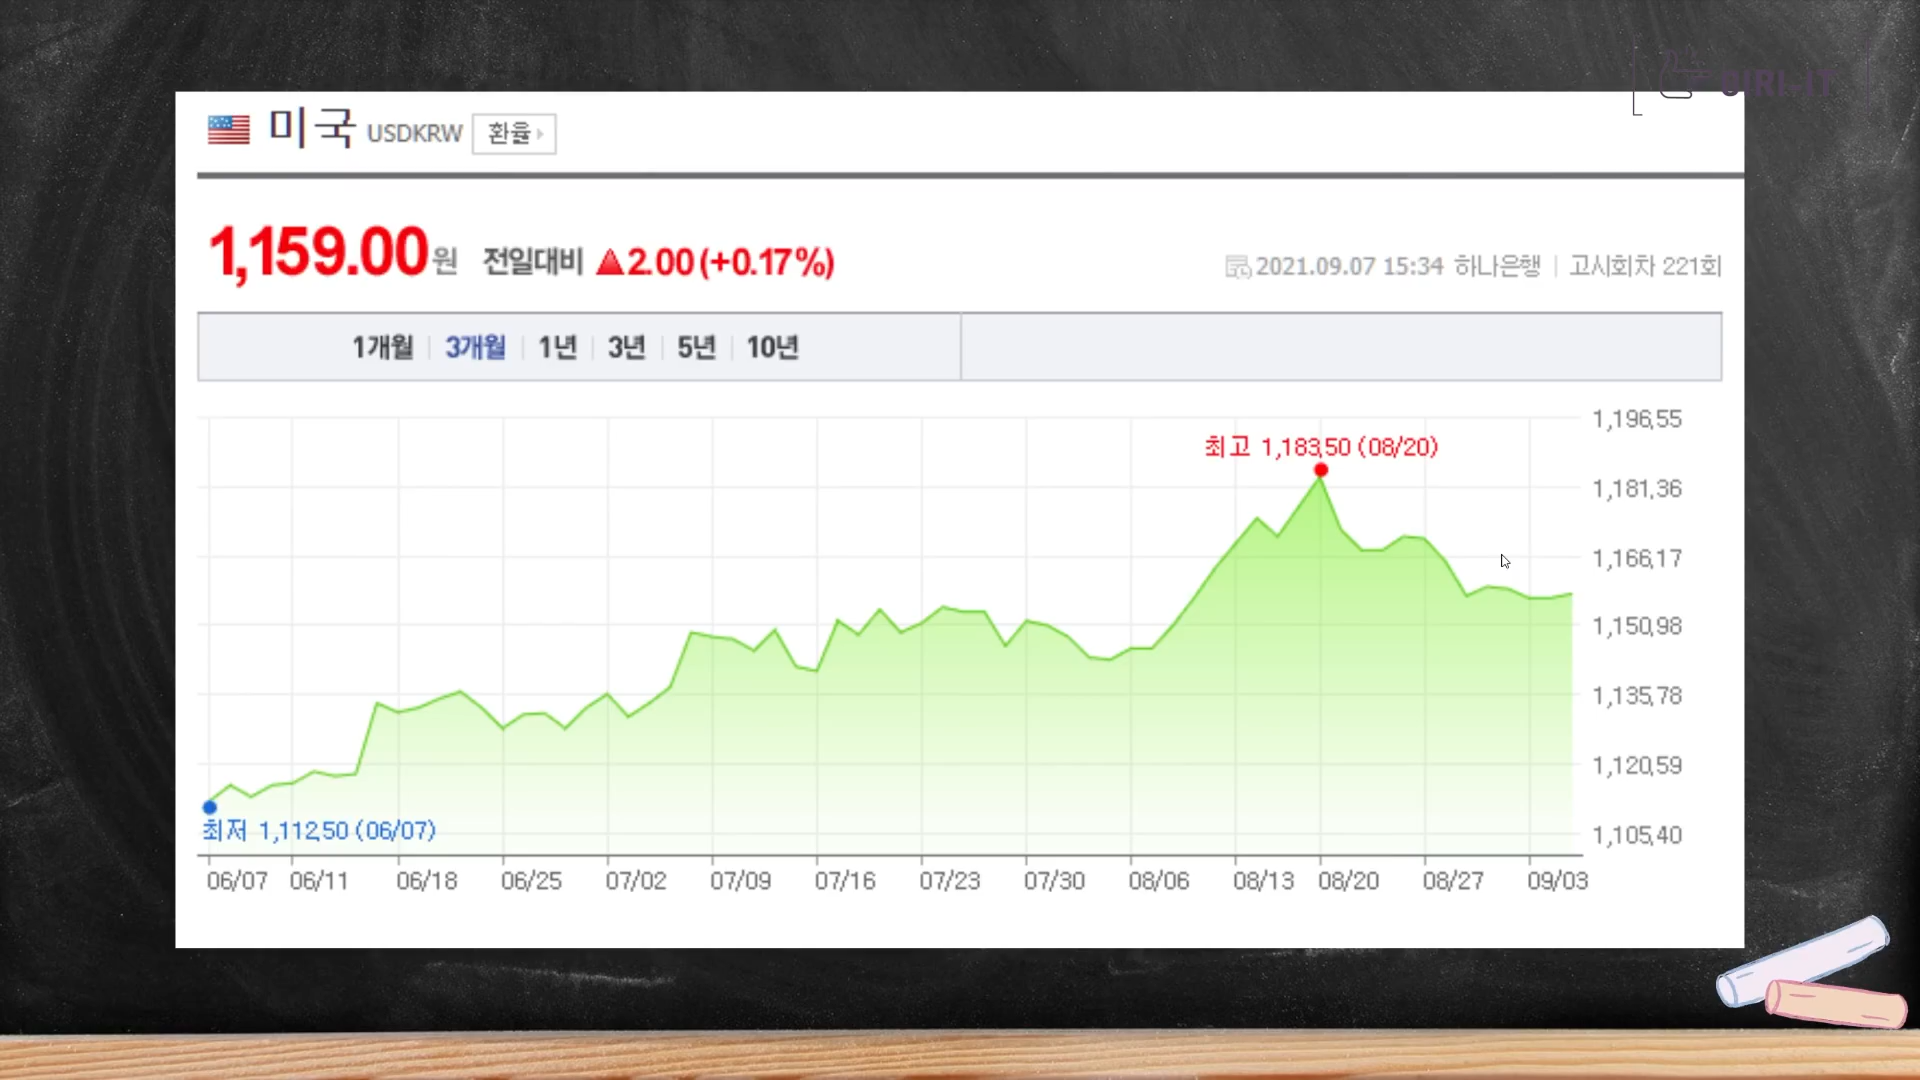 미국 USDKRW 환율
1,159.00원 전일대비 ▲2.00 (+0.17%)
2021.09.07 15:34 하나은행 | 고시회차 221회
1개월 | 3개월 | 1년 | 3년 | 5년 | 10년
1,196.55
최고 1,183.50 (08/20)
1,181.36
1,166.17
1,150.98
1,135.78
1,120.59
최저 1,112.50 (06/07)
1,105.40
06/07 06/11 06/18 06/25 07/02 07/09 07/16 07/23 07/30 08/06 08/13 08/20 08/27 09/03